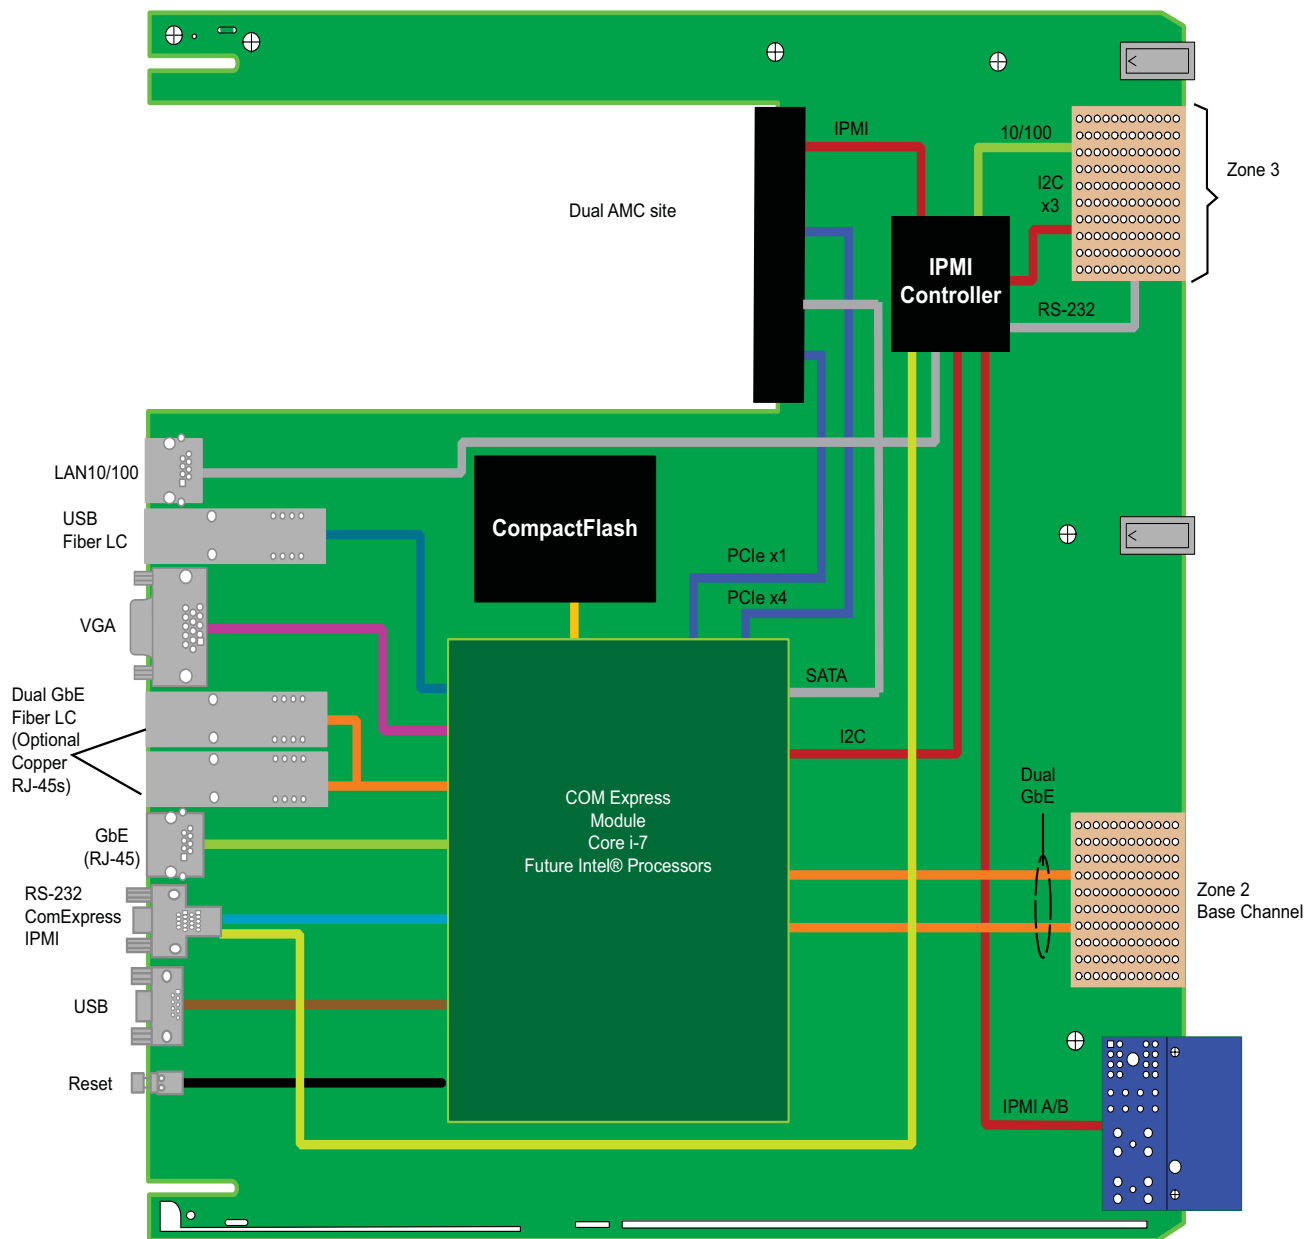 IPMI
10/100
Zone 3
I2C
x3
Dual AMC site
IPMI
Controller
RS-232
LAN10/100
USB
Fiber LC
CompactFlash
PCIe x1
PCIe x4
VGA
SATA
Dual GbE
Fiber LC
(Optional
Copper
RJ-45s)
I2C
Dual
GbE
COM Express
Module
Core i-7
Future Intel® Processors
GbE
(RJ-45)
RS-232
ComExpress
IPMI
Zone 2
Base Channel
USB
Reset
IPMI A/B